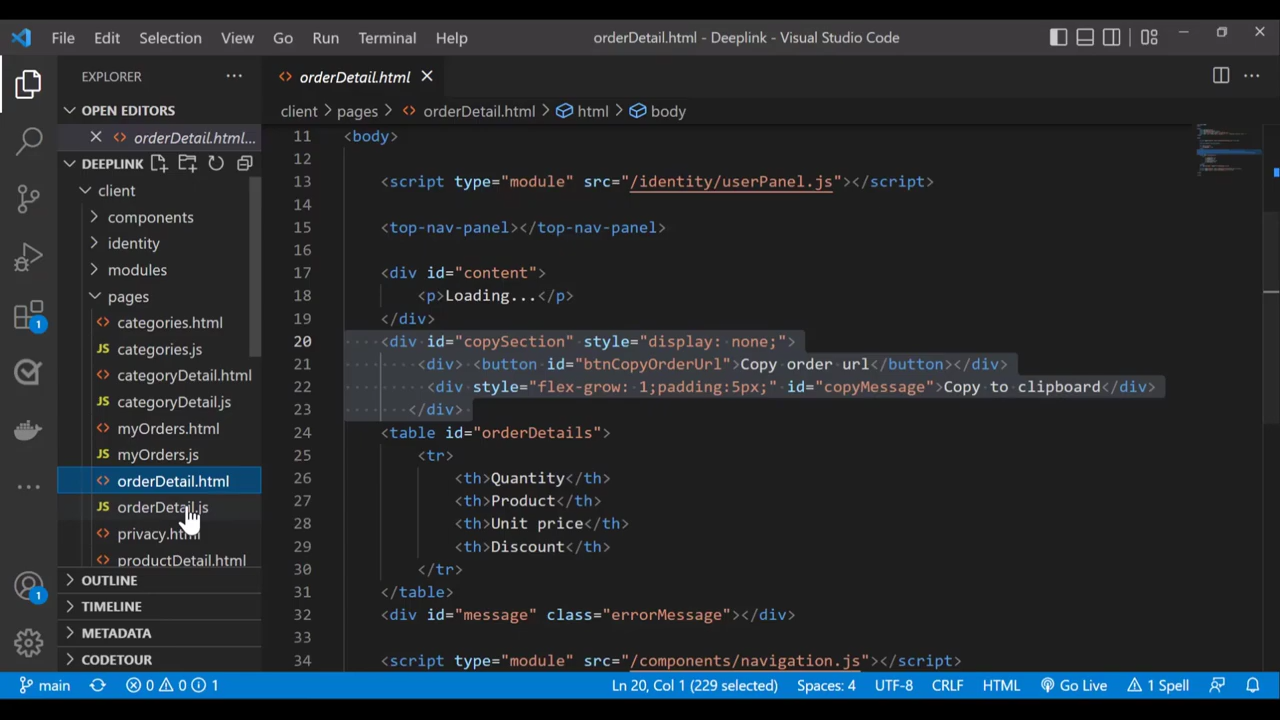 File Edit Selection View Go Run Terminal Help orderDetail.html - Deeplink - Visual Studio Code
EXPLORER
OPEN EDITORS
orderDetail.html...
DEEPLINK
client
components
identity
modules
pages
categories.html
JS categories.js
categoryDetail.html
JS categoryDetail.js
myOrders.html
JS myOrders.js
orderDetail.html
JS orderDetail.js
privacy.html
productDetail.html
OUTLINE
TIMELINE
METADATA
CODETOUR
1
1
orderDetail.html
client > pages > orderDetail.html > html > body
11 <body>
12
13 <script type="module" src="/identity/userPanel.js"></script>
14
15 <top-nav-panel></top-nav-panel>
16
17 <div id="content">
18 <p>Loading...</p>
19 </div>
20 <div id="copySection" style="display: none;">
21 <div> <button id="btnCopyOrderUrl">Copy order url</button></div>
22 <div style="flex-grow: 1;padding:5px;" id="copyMessage">Copy to clipboard</div>
23 </div>
24 <table id="orderDetails">
25 <tr>
26 <th>Quantity</th>
27 <th>Product</th>
28 <th>Unit price</th>
29 <th>Discount</th>
30 </tr>
31 </table>
32 <div id="message" class="errorMessage"></div>
33
34 <script type="module" src="/components/navigation.js"></script>
main 0 0 1 Ln 20, Col 1 (229 selected) Spaces: 4 UTF-8 CRLF HTML Go Live 1 Spell